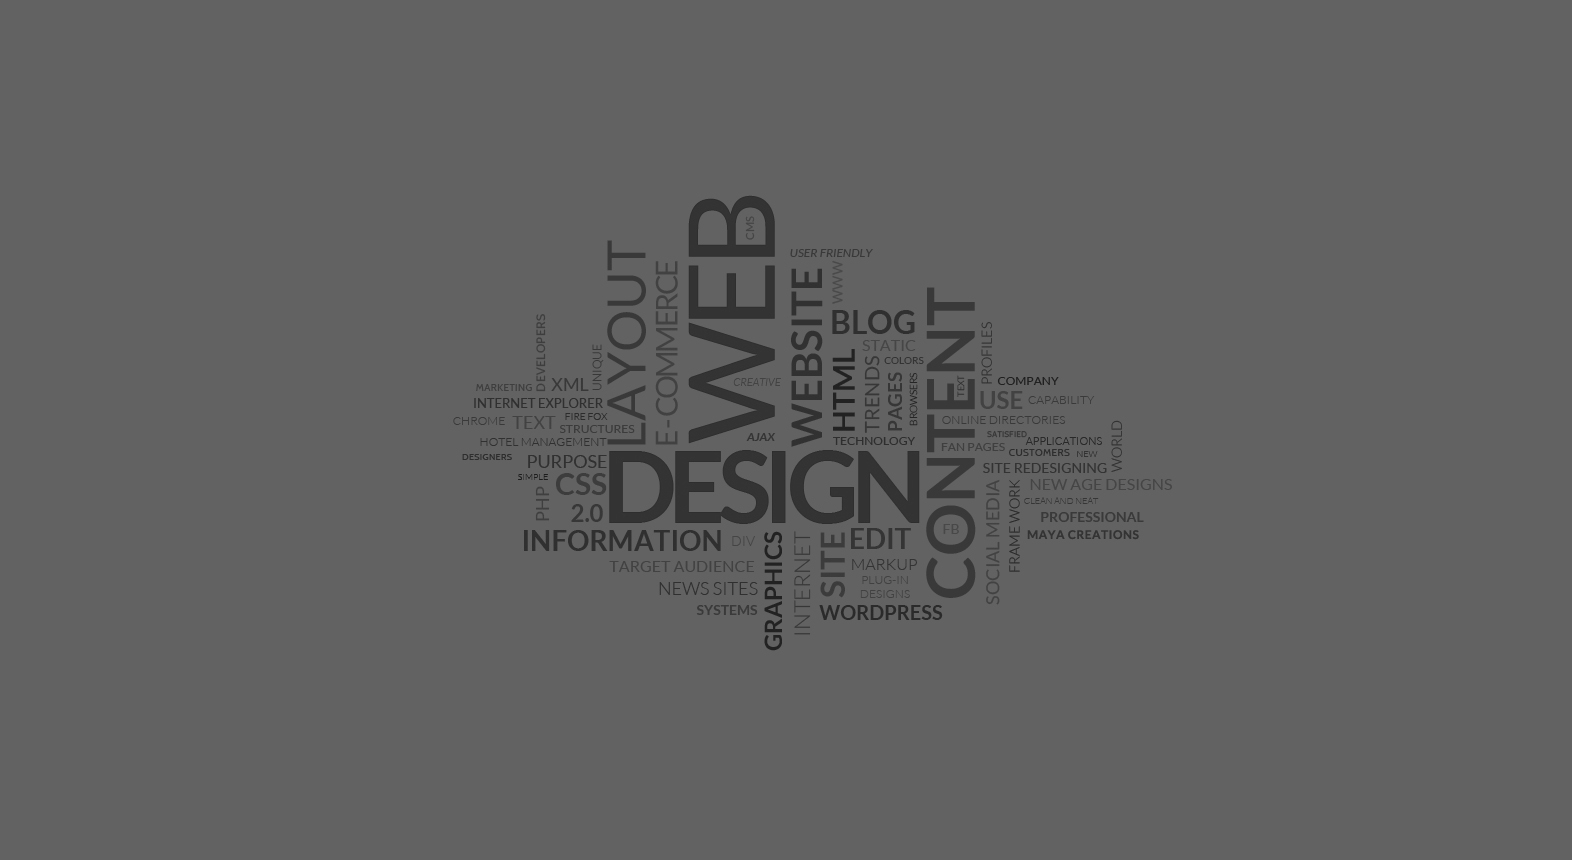 WEB
CMS
LAYOUT
E-COMMERCE
USER FRIENDLY
WWW
WEBSITE
BLOG
STATIC
COLORS
HTML
TRENDS
PAGES
BROWSERS
CREATIVE
AJAX
TECHNOLOGY
DEVELOPERS
UNIQUE
MARKETING
XML
INTERNET EXPLORER
FIRE FOX
CHROME
TEXT
STRUCTURES
HOTEL MANAGEMENT
DESIGNERS
PURPOSE
SIMPLE
CSS
PHP
2.0
DESIGN
CONTENT
TEXT
FB
PROFILES
COMPANY
USE
CAPABILITY
ONLINE DIRECTORIES
SATISFIED
APPLICATIONS
FAN PAGES
CUSTOMERS
NEW
WORLD
SITE REDESIGNING
NEW AGE DESIGNS
CLEAN AND NEAT
SOCIAL MEDIA
FRAME WORK
PROFESSIONAL
MAYA CREATIONS
INFORMATION
DIV
GRAPHICS
INTERNET
SITE
EDIT
TARGET AUDIENCE
MARKUP
PLUG-IN
NEWS SITES
DESIGNS
SYSTEMS
WORDPRESS